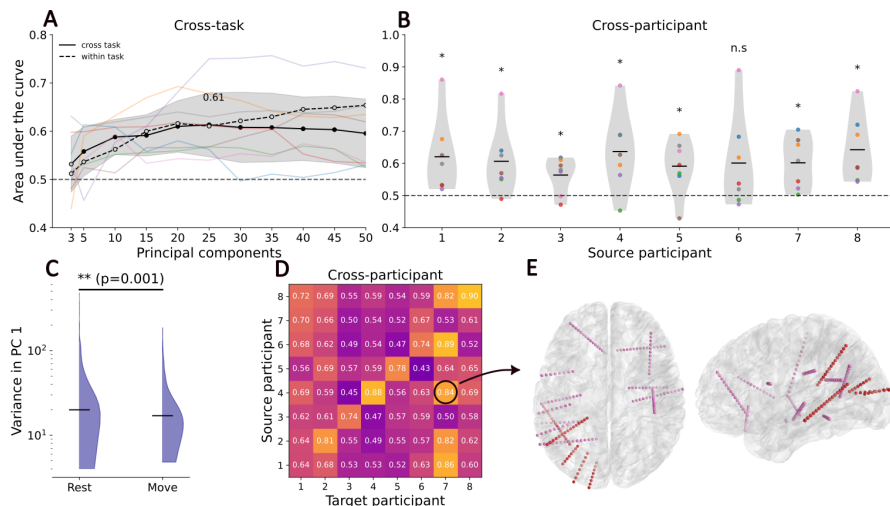 A
Cross-task
Area under the curve
0.8
0.7
0.6
0.5
0.4
cross task
within task
0.61
3 5 10 15 20 25 30 35 40 45 50
Principal components
B
Cross-participant
1.0
0.9
0.8
0.7
0.6
0.5
0.4
* * * * * n.s * *
1 2 3 4 5 6 7 8
Source participant
C
** (p=0.001)
Variance in PC 1
10²
10¹
Rest Move
D
Cross-participant
Source participant
8 0.72 0.69 0.55 0.59 0.54 0.59 0.82 0.90
7 0.70 0.66 0.50 0.54 0.52 0.67 0.53 0.61
6 0.68 0.62 0.49 0.54 0.47 0.74 0.89 0.52
5 0.56 0.69 0.57 0.59 0.78 0.43 0.64 0.65
4 0.69 0.59 0.45 0.88 0.56 0.63 0.84 0.69
3 0.62 0.61 0.74 0.47 0.57 0.59 0.50 0.58
2 0.64 0.81 0.55 0.49 0.55 0.57 0.82 0.62
1 0.64 0.68 0.53 0.53 0.52 0.63 0.86 0.60
1 2 3 4 5 6 7 8
Target participant
E